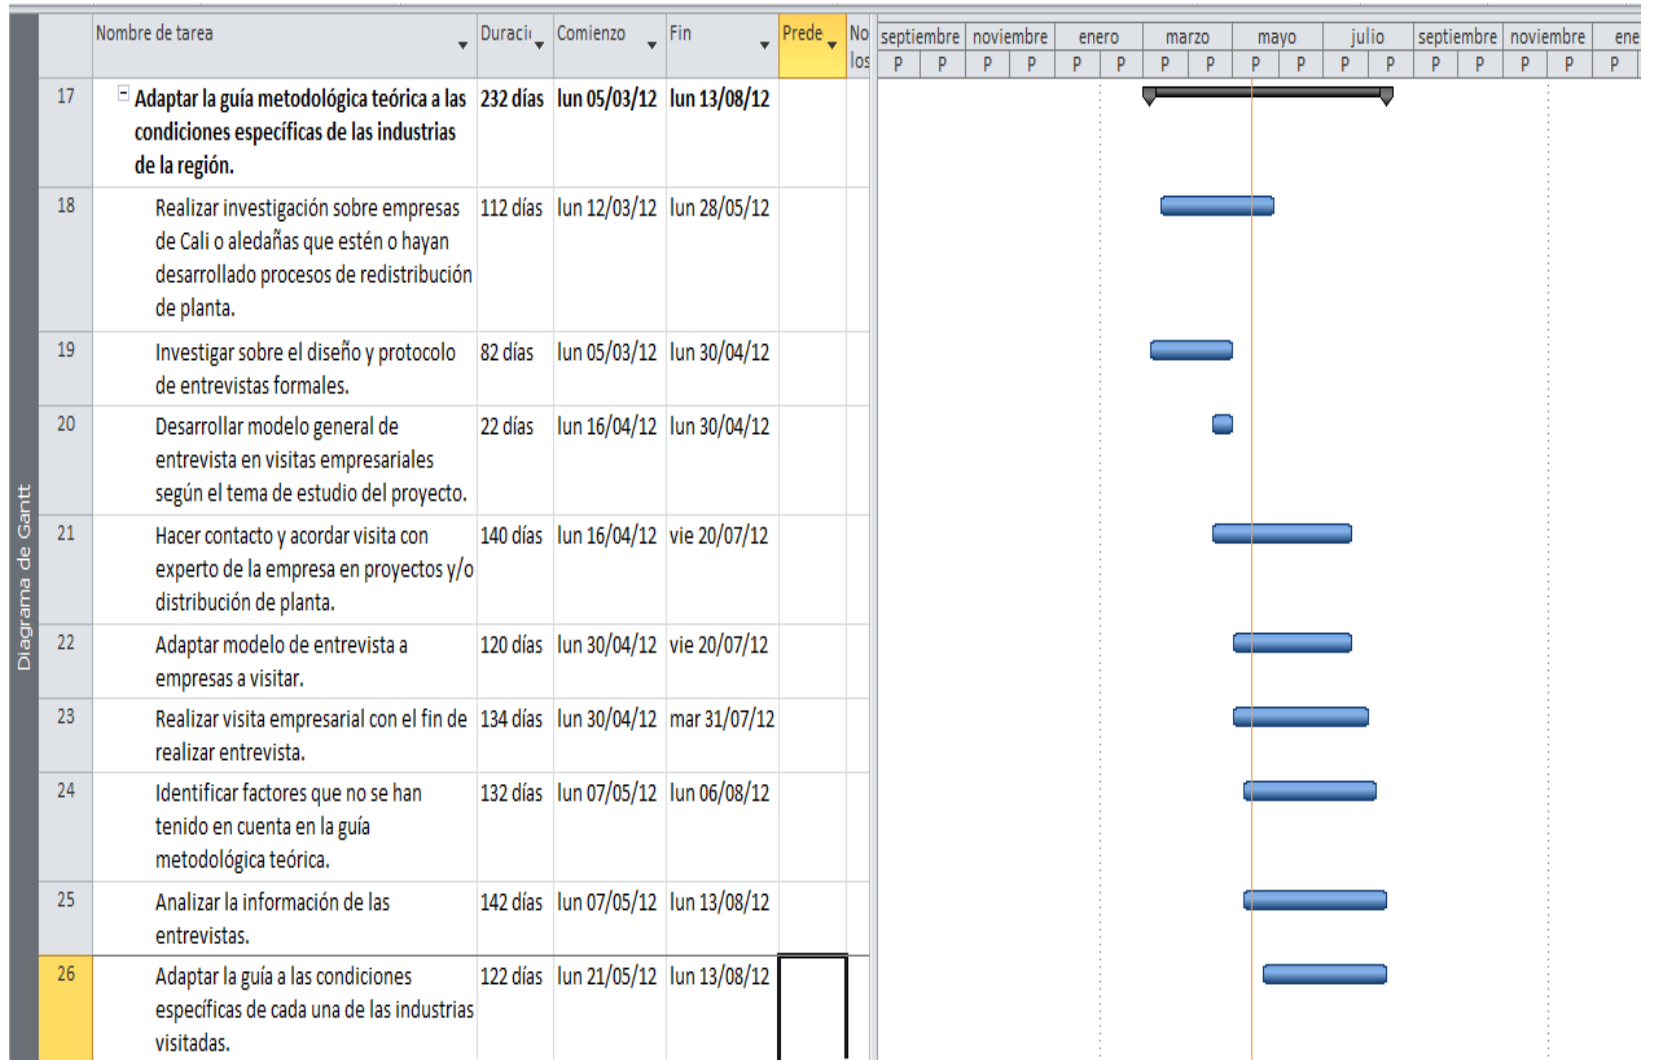 Nombre de tarea Duraci Comienzo Fin Prede No
los
septiembre noviembre enero marzo mayo julio septiembre noviembre ene
P P P P P P P P P P P P P P P P P
17 Adaptar la guía metodológica teórica a las 232 días lun 05/03/12 lun 13/08/12
condiciones específicas de las industrias
de la región.
18 Realizar investigación sobre empresas 112 días lun 12/03/12 lun 28/05/12
de Cali o aledañas que estén o hayan
desarrollado procesos de redistribución
de planta.
19 Investigar sobre el diseño y protocolo 82 días lun 05/03/12 lun 30/04/12
de entrevistas formales.
20 Desarrollar modelo general de 22 días lun 16/04/12 lun 30/04/12
entrevista en visitas empresariales
según el tema de estudio del proyecto.
21 Hacer contacto y acordar visita con 140 días lun 16/04/12 vie 20/07/12
experto de la empresa en proyectos y/o
distribución de planta.
22 Adaptar modelo de entrevista a 120 días lun 30/04/12 vie 20/07/12
empresas a visitar.
23 Realizar visita empresarial con el fin de 134 días lun 30/04/12 mar 31/07/12
realizar entrevista.
24 Identificar factores que no se han 132 días lun 07/05/12 lun 06/08/12
tenido en cuenta en la guía
metodológica teórica.
25 Analizar la información de las 142 días lun 07/05/12 lun 13/08/12
entrevistas.
26 Adaptar la guía a las condiciones 122 días lun 21/05/12 lun 13/08/12
específicas de cada una de las industrias
visitadas.
Diagrama de Gantt